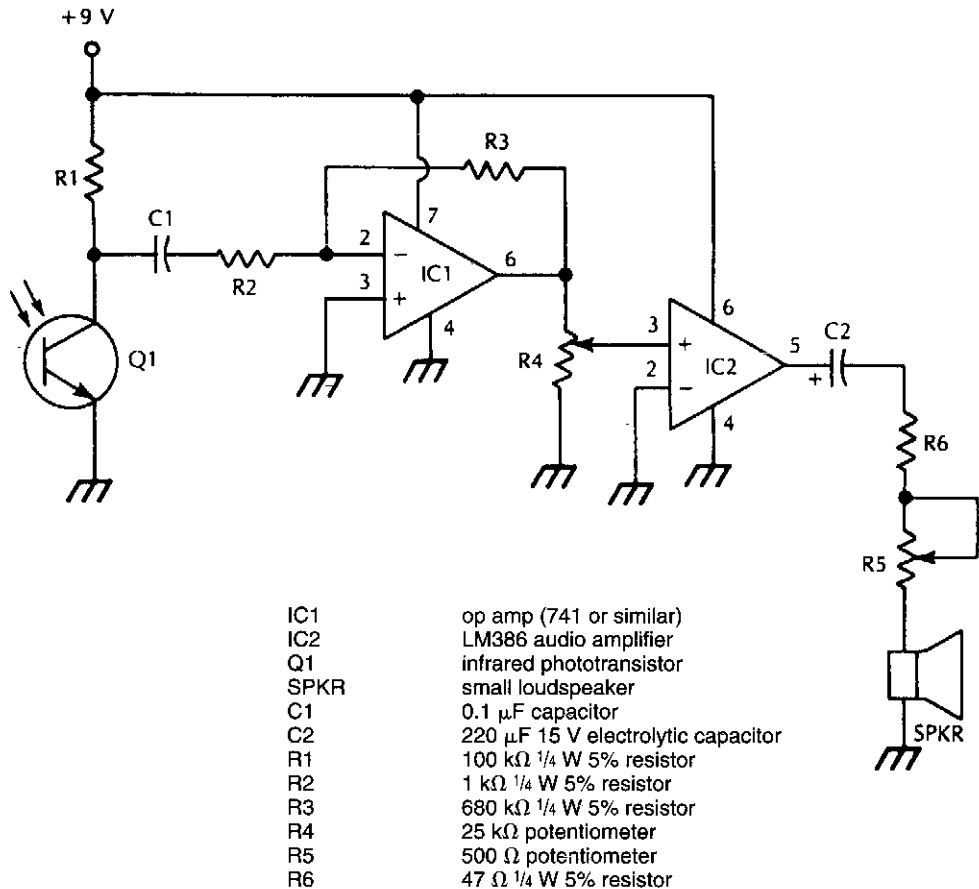 +9 V
R1
C1
R2
R3
2
−
3
+
7
IC1
6
4
Q1
R4
3
+
2
−
6
IC2
5
4
C2
+
R6
R5
SPKR
IC1 op amp (741 or similar)
IC2 LM386 audio amplifier
Q1 infrared phototransistor
SPKR small loudspeaker
C1 0.1 μF capacitor
C2 220 μF 15 V electrolytic capacitor
R1 100 kΩ 1/4 W 5% resistor
R2 1 kΩ 1/4 W 5% resistor
R3 680 kΩ 1/4 W 5% resistor
R4 25 kΩ potentiometer
R5 500 Ω potentiometer
R6 47 Ω 1/4 W 5% resistor